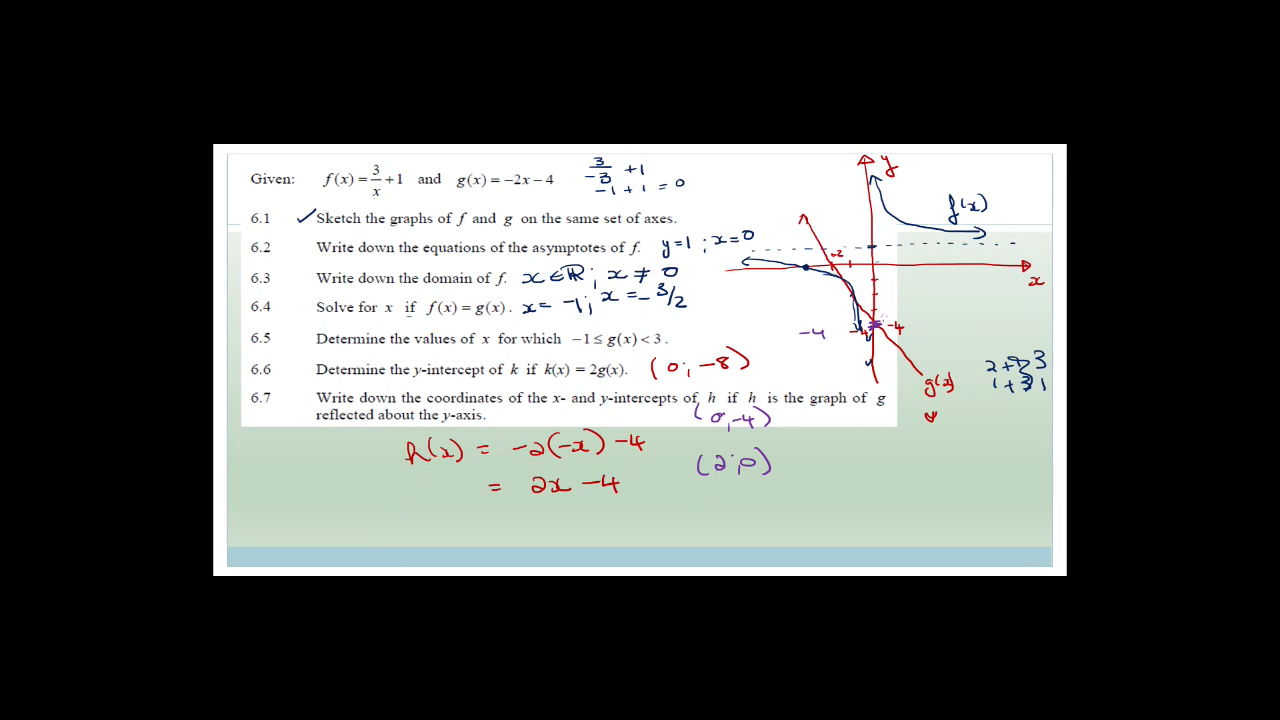 Given: f(x) = 3/x + 1 and g(x) = −2x − 4
3/−3 + 1
−1 + 1 = 0
6.1 ✓ Sketch the graphs of f and g on the same set of axes.
6.2 Write down the equations of the asymptotes of f. y=1 ; x=0
6.3 Write down the domain of f. x ∈ ℝ ; x ≠ 0
6.4 Solve for x if f(x) = g(x). x = −1 ; x = −3/2
6.5 Determine the values of x for which −1 ≤ g(x) < 3.
6.6 Determine the y-intercept of k if k(x) = 2g(x). (0; −8)
6.7 Write down the coordinates of the x- and y-intercepts of h if h is the graph of g
reflected about the y-axis. (0; −4)
h(x) = −2(−x) −4
(2; 0)
= 2x −4
y
f(x)
−2
x
−4
−4
−4
g(x)